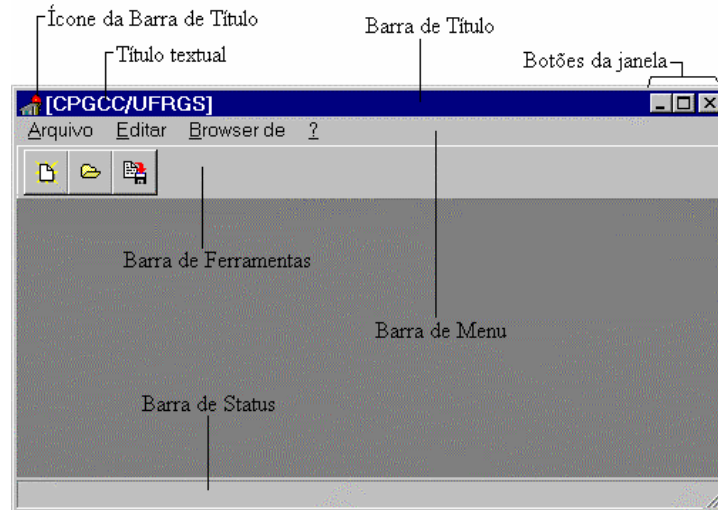 Ícone da Barra de Título
Barra de Título
Título textual
Botões da janela
[CPGCC/UFRGS]
Arquivo Editar Browser de ?
Barra de Ferramentas
Barra de Menu
Barra de Status